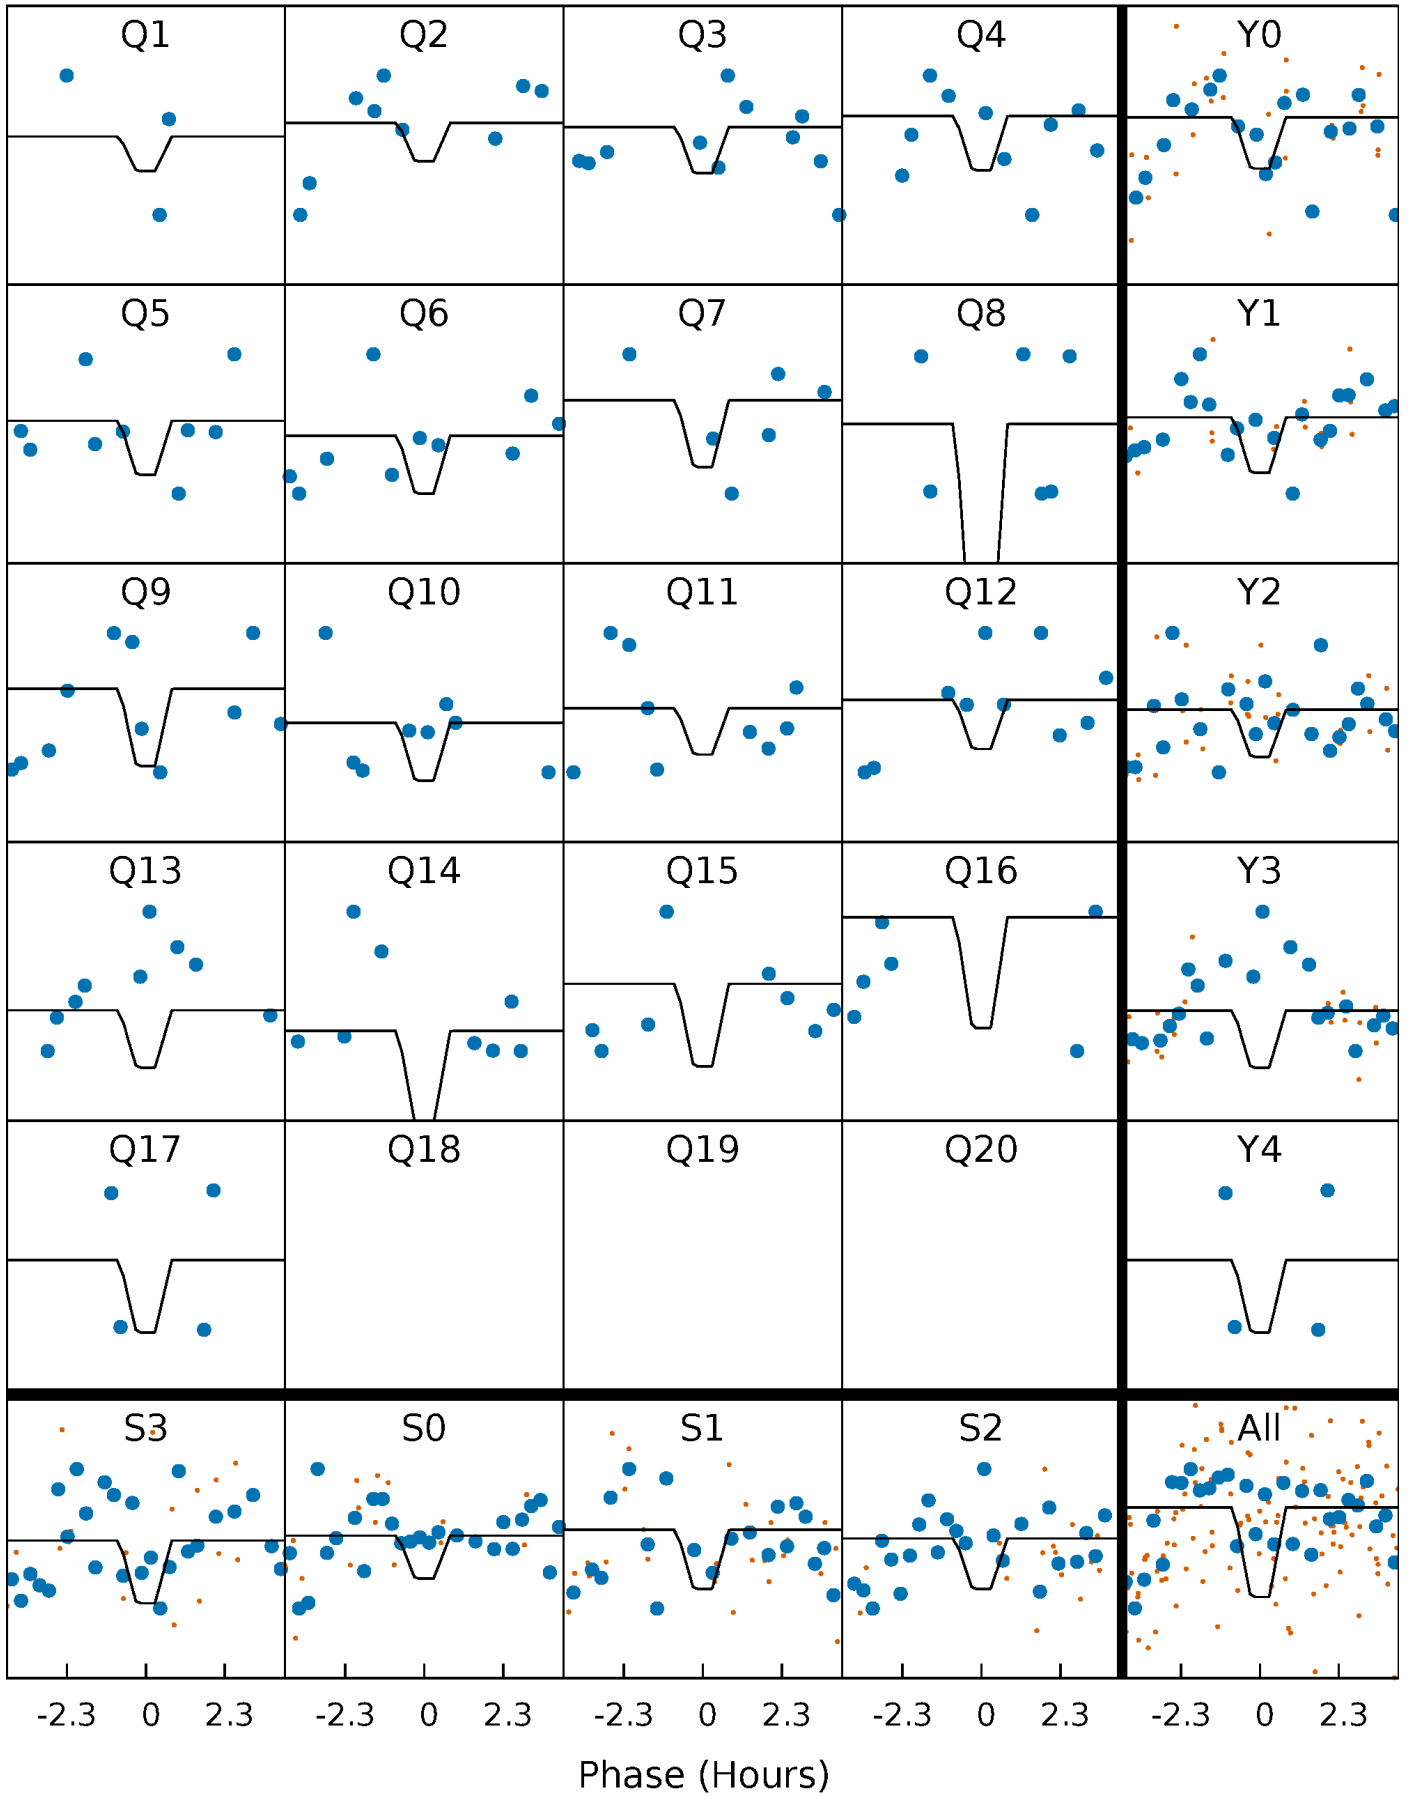 Q1 Q2 Q3 Q4 Y0
Q5 Q6 Q7 Q8 Y1
Q9 Q10 Q11 Q12 Y2
Q13 Q14 Q15 Q16 Y3
Q17 Q18 Q19 Q20 Y4
S3 S0 S1 S2 All
-2.3 0 2.3 -2.3 0 2.3 -2.3 0 2.3 -2.3 0 2.3 -2.3 0 2.3
Phase (Hours)